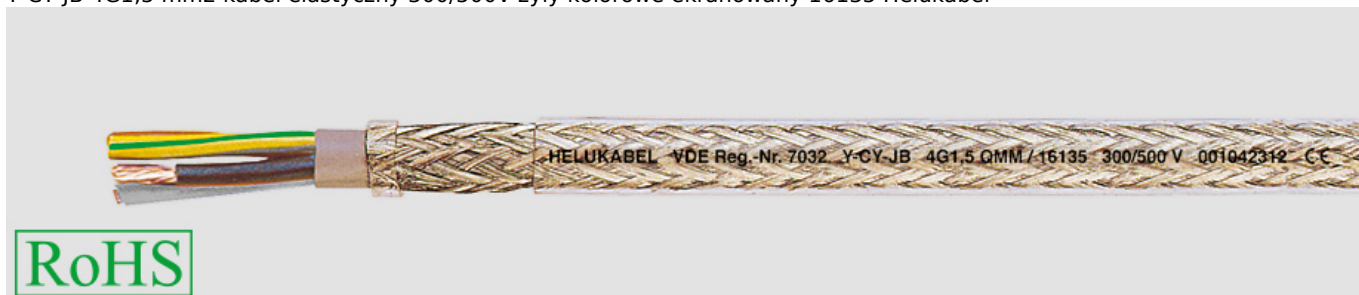 Y-CY-JB 4G1,5 mm2 kabel elastyczny 300/500V żyły kolorowe ekranowany 16135 Helukabel
HELUKABEL VDE Reg.-Nr. 7032 Y-CY-JB 4G1,5 QMM / 16135 300/500 V 001042312 CE
RoHS